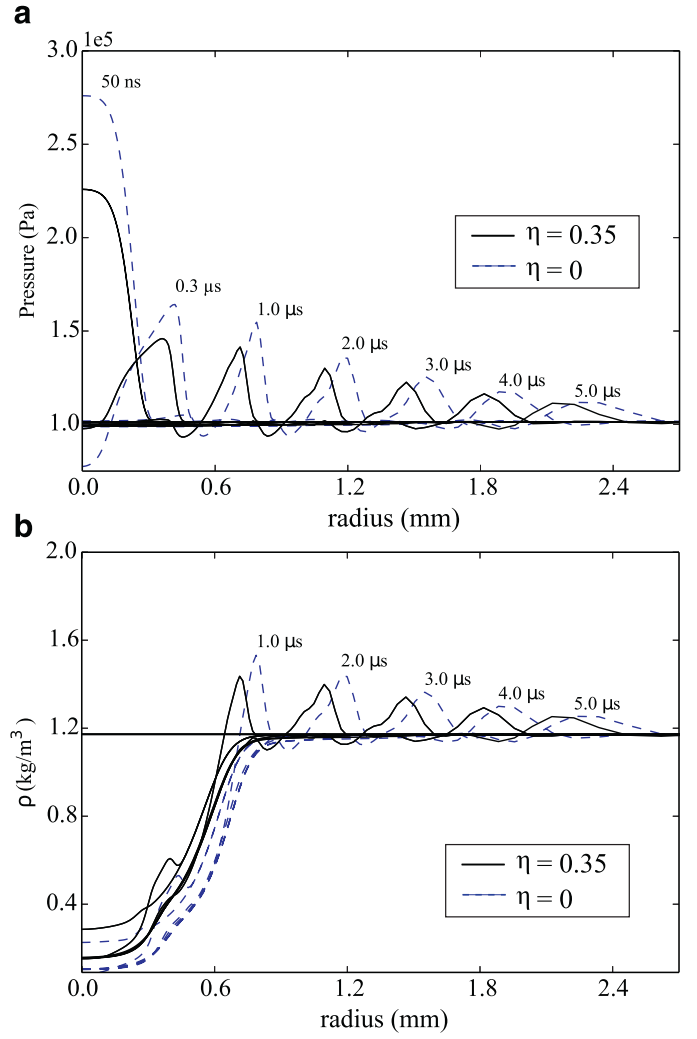 a
1e5
3.0
50 ns
2.5
2.0
η = 0.35
η = 0
0.3 µs
1.0 µs
1.5
2.0 µs
3.0 µs
4.0 µs
5.0 µs
1.0
Pressure (Pa)
0.0 0.6 1.2 1.8 2.4
radius (mm)
b
2.0
1.6
1.0 µs
2.0 µs
3.0 µs
4.0 µs
5.0 µs
1.2
ρ (kg/m³)
0.8
η = 0.35
η = 0
0.4
0.0 0.6 1.2 1.8 2.4
radius (mm)